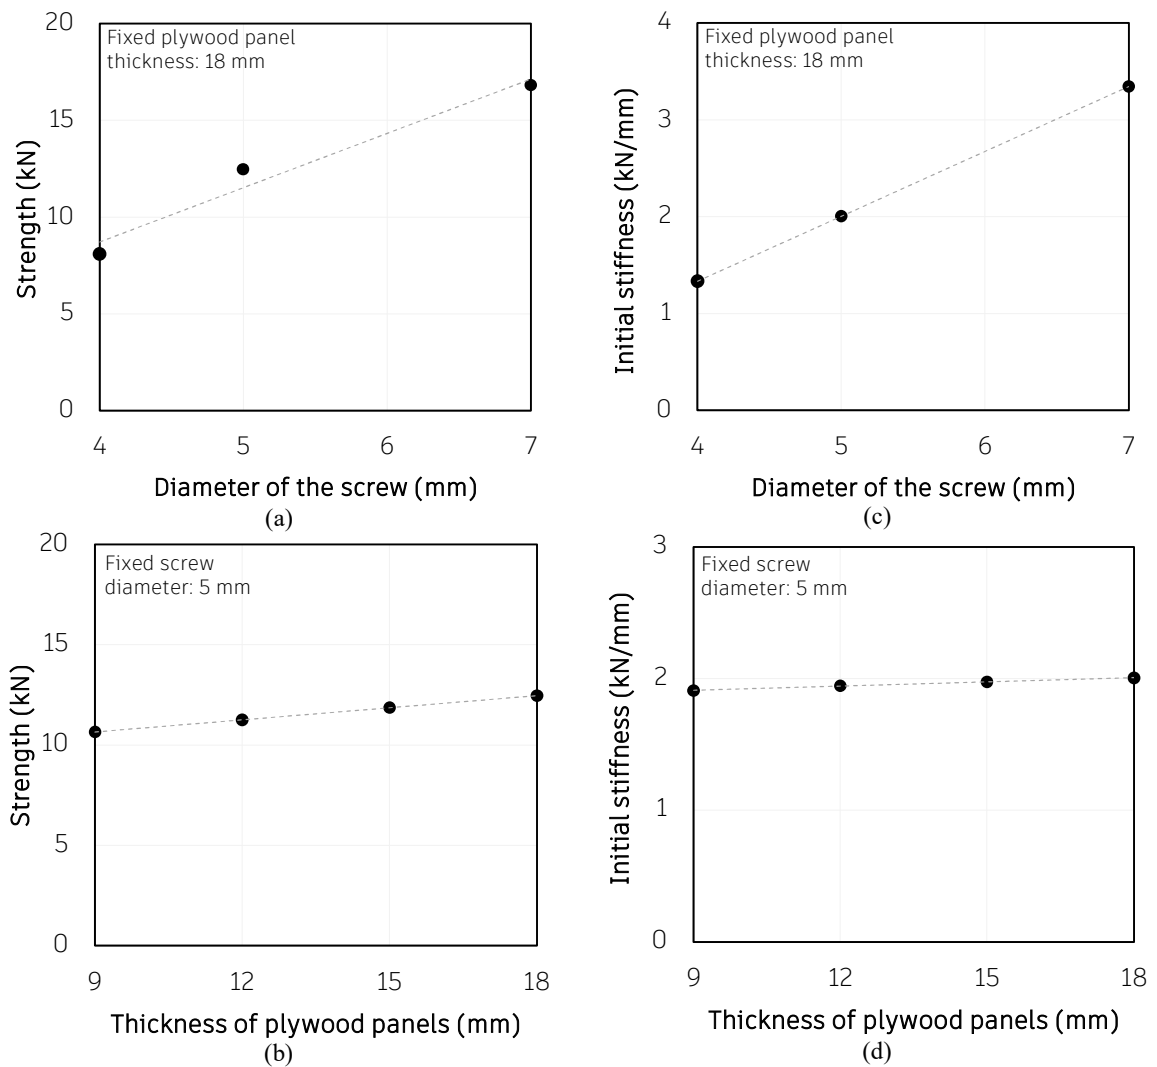 20
15
10
5
0
Strength (kN)
Fixed plywood panel
thickness: 18 mm
4 5 6 7
Diameter of the screw (mm)
(a)
4
3
2
1
0
Initial stiffness (kN/mm)
Fixed plywood panel
thickness: 18 mm
4 5 6 7
Diameter of the screw (mm)
(c)
20
15
10
5
0
Strength (kN)
Fixed screw
diameter: 5 mm
9 12 15 18
Thickness of plywood panels (mm)
(b)
3
2
1
0
Initial stiffness (kN/mm)
Fixed screw
diameter: 5 mm
9 12 15 18
Thickness of plywood panels (mm)
(d)